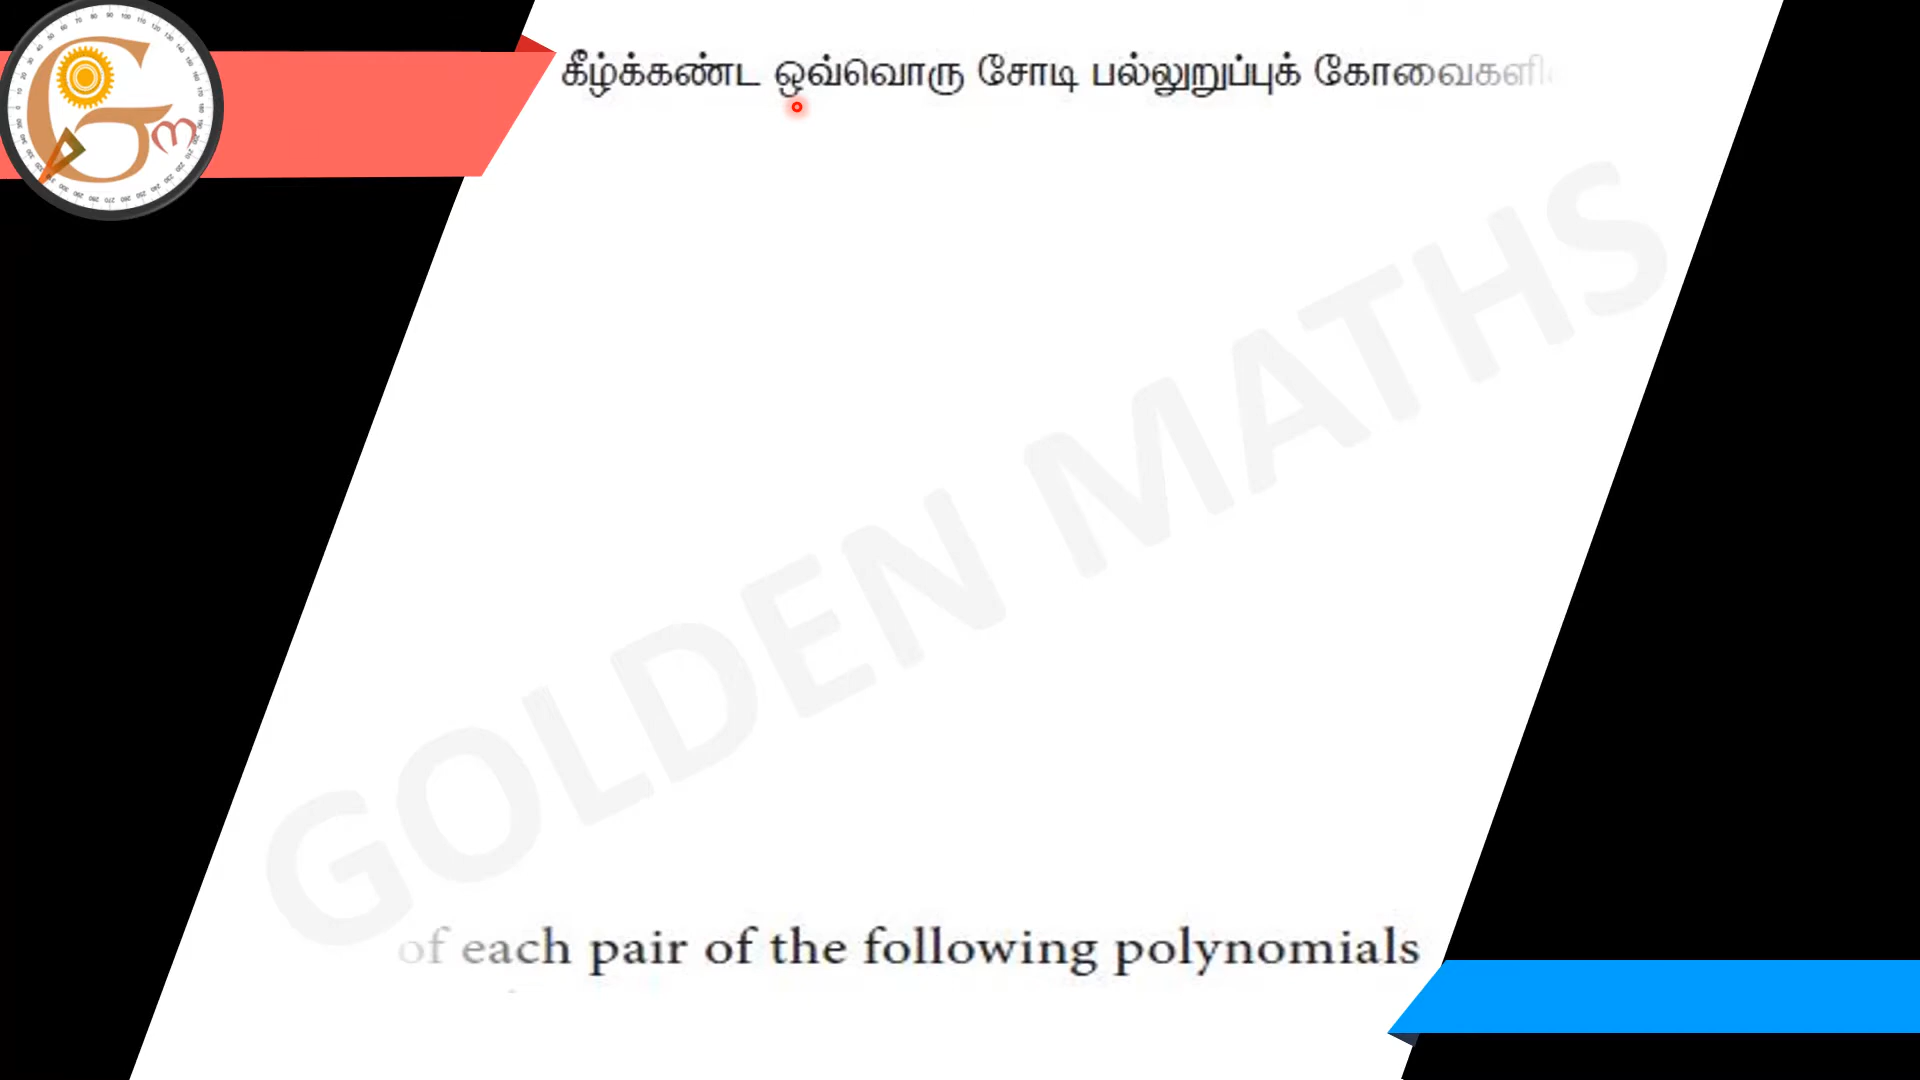 கீழ்க்கண்ட ஒவ்வொரு சோடி பல்லுறுப்புக் கோவைகளி
GOLDEN MATHS
of each pair of the following polynomials